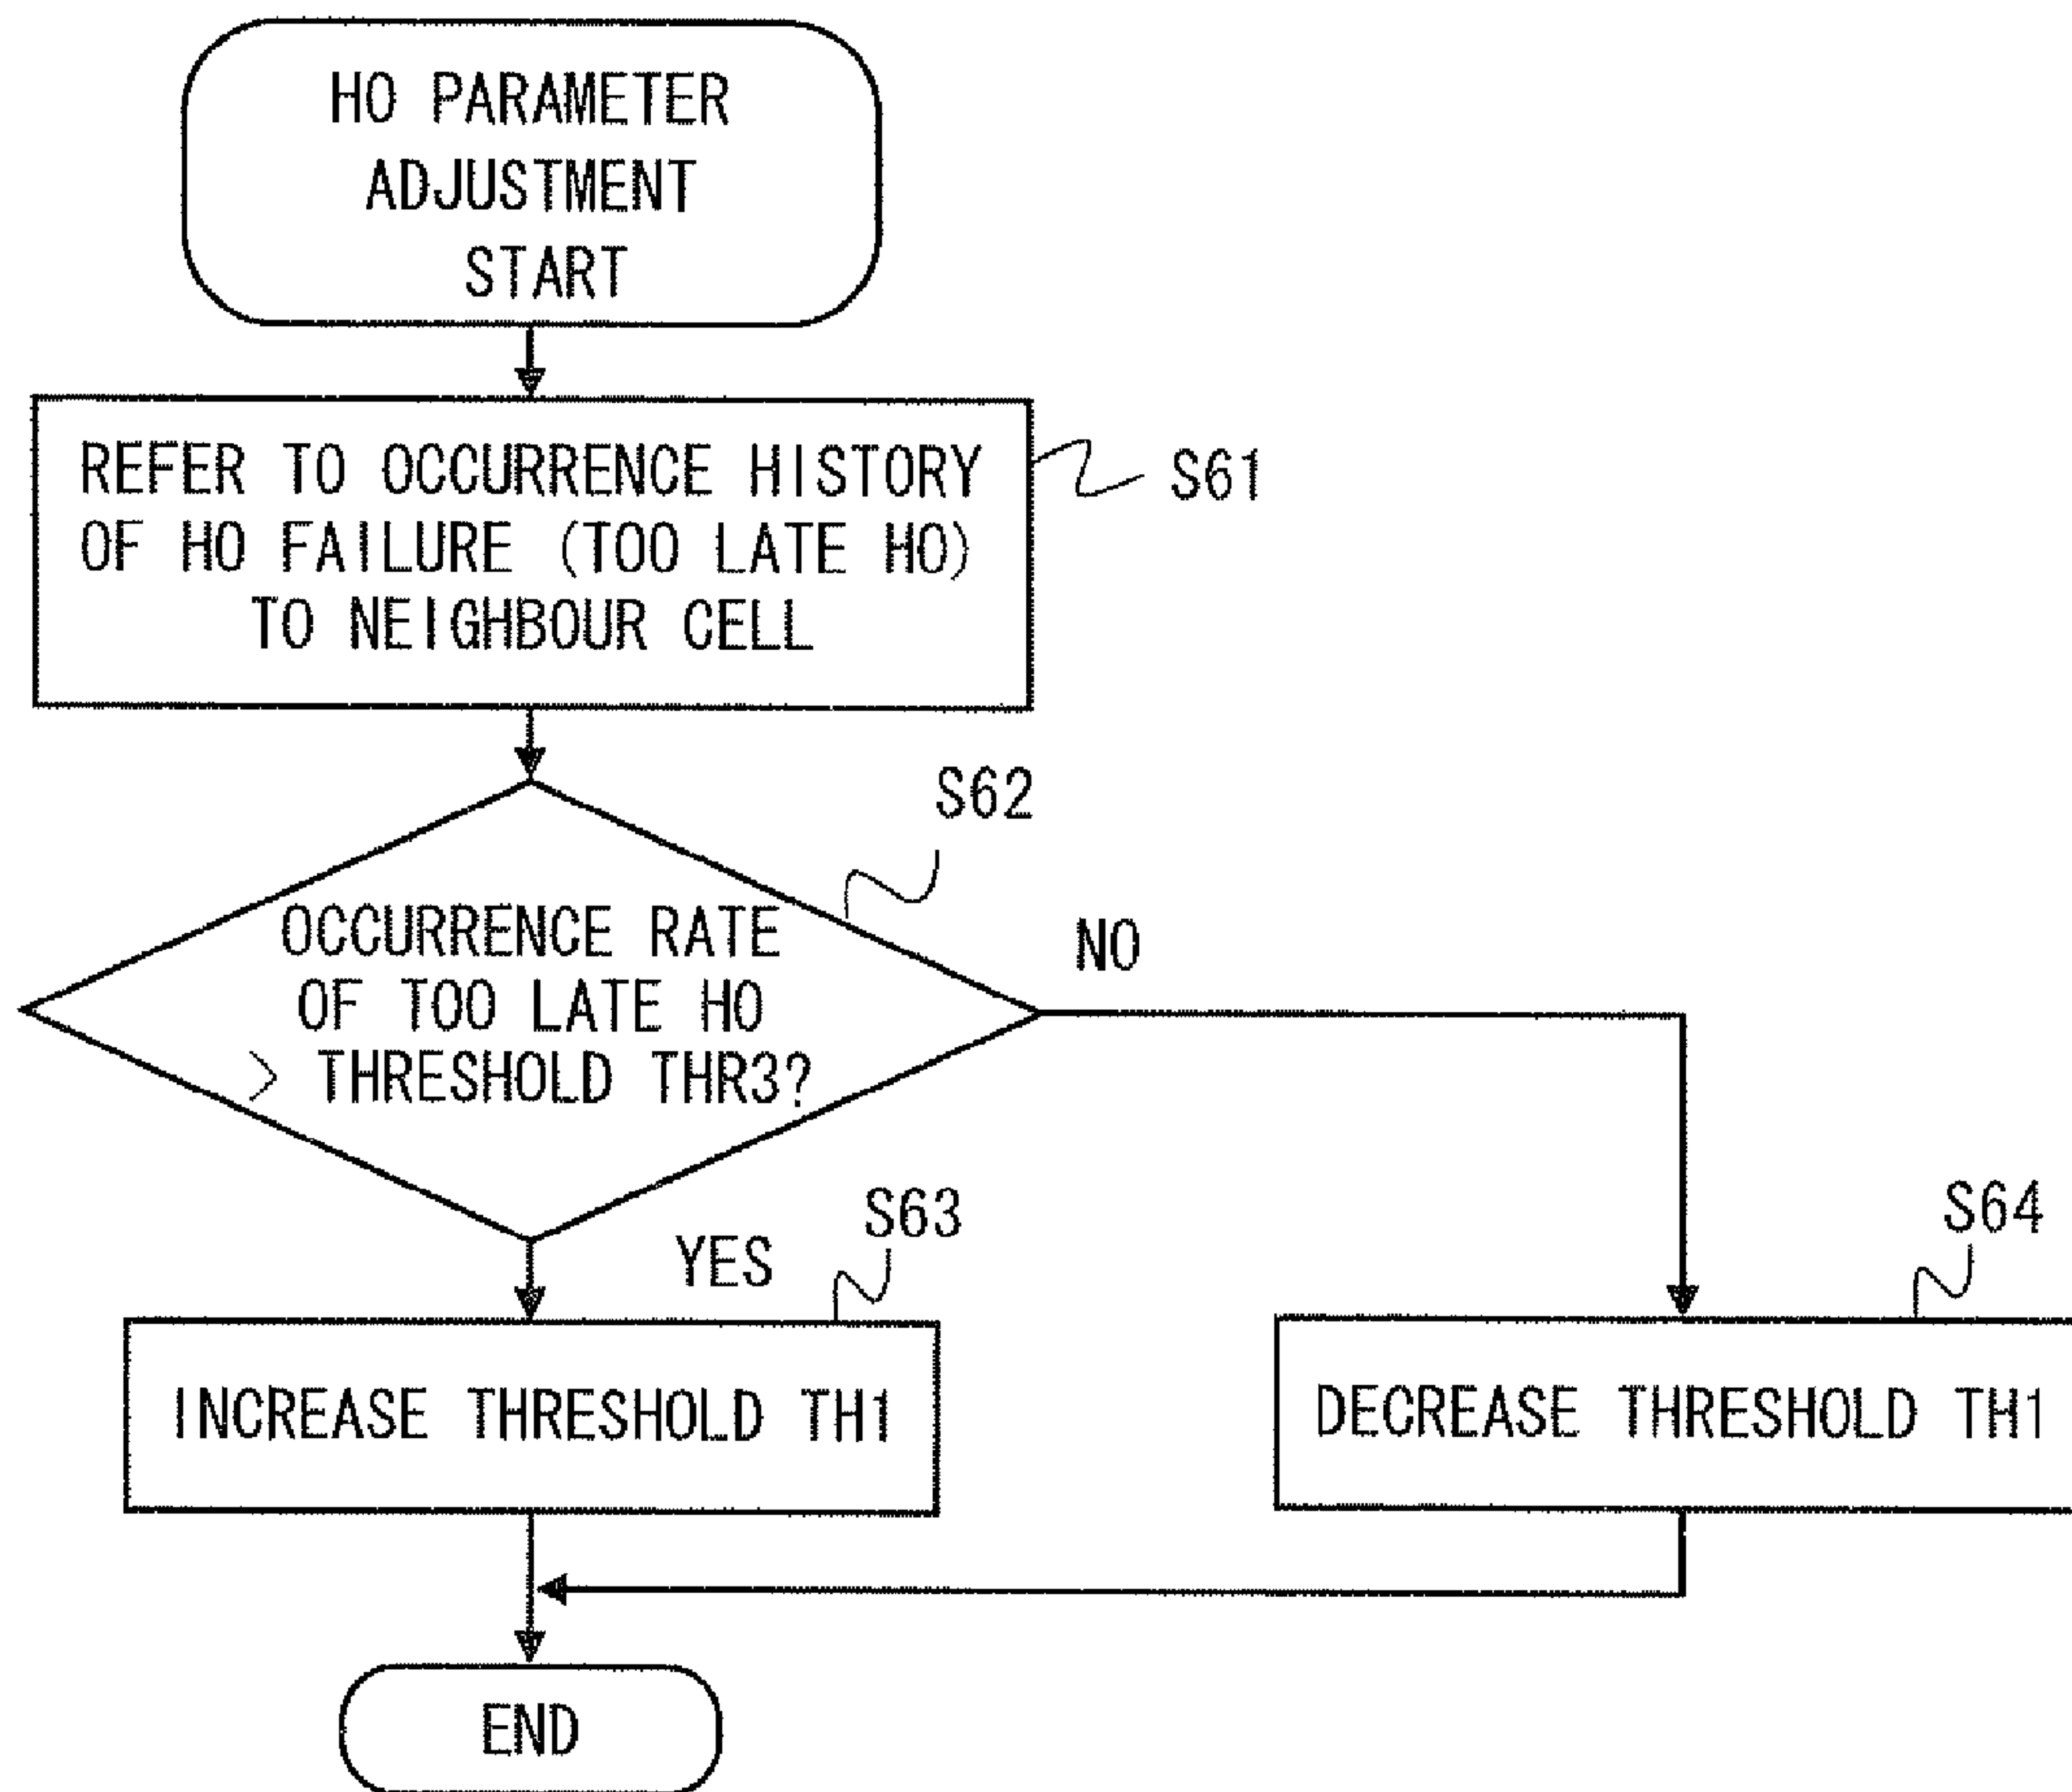 HO PARAMETER
ADJUSTMENT
START
REFER TO OCCURRENCE HISTORY
OF HO FAILURE (TOO LATE HO)
TO NEIGHBOUR CELL
S61
S62
OCCURRENCE RATE
OF TOO LATE HO
> THRESHOLD THR3?
NO
YES
S63
S64
INCREASE THRESHOLD TH1
DECREASE THRESHOLD TH1
END